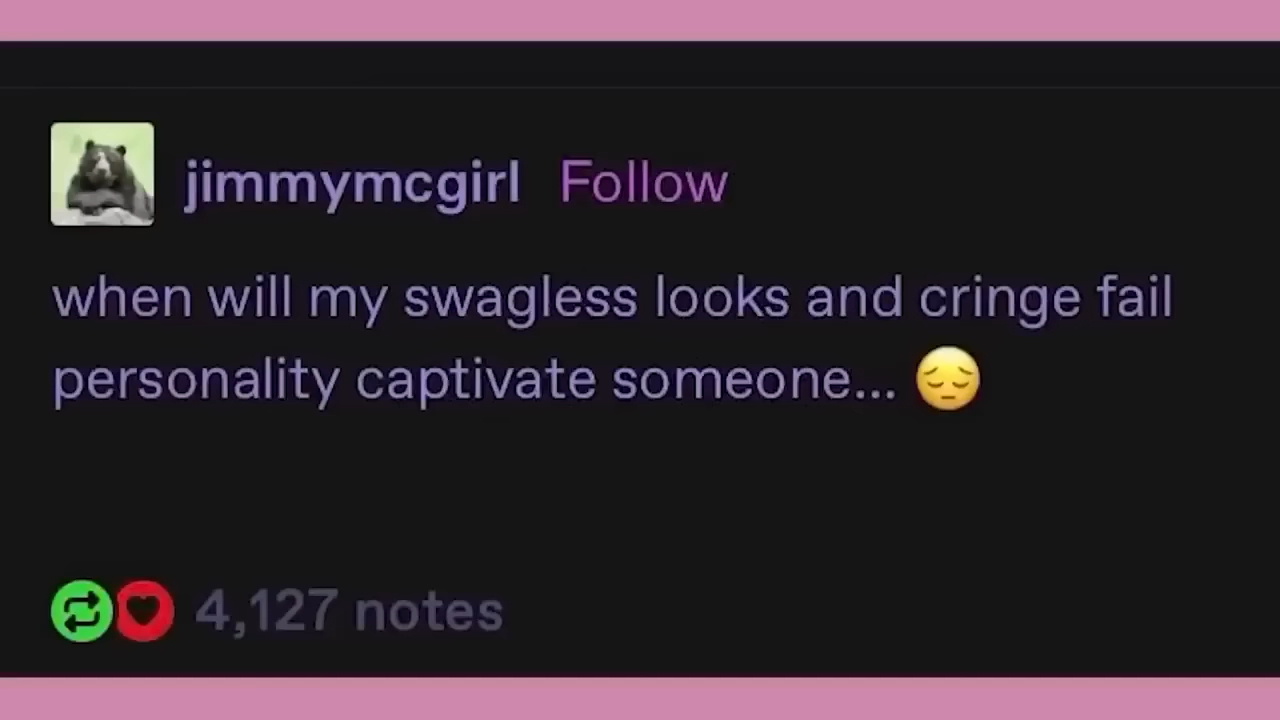 jimmymcgirl Follow
when will my swagless looks and cringe fail
personality captivate someone... 😔
4,127 notes